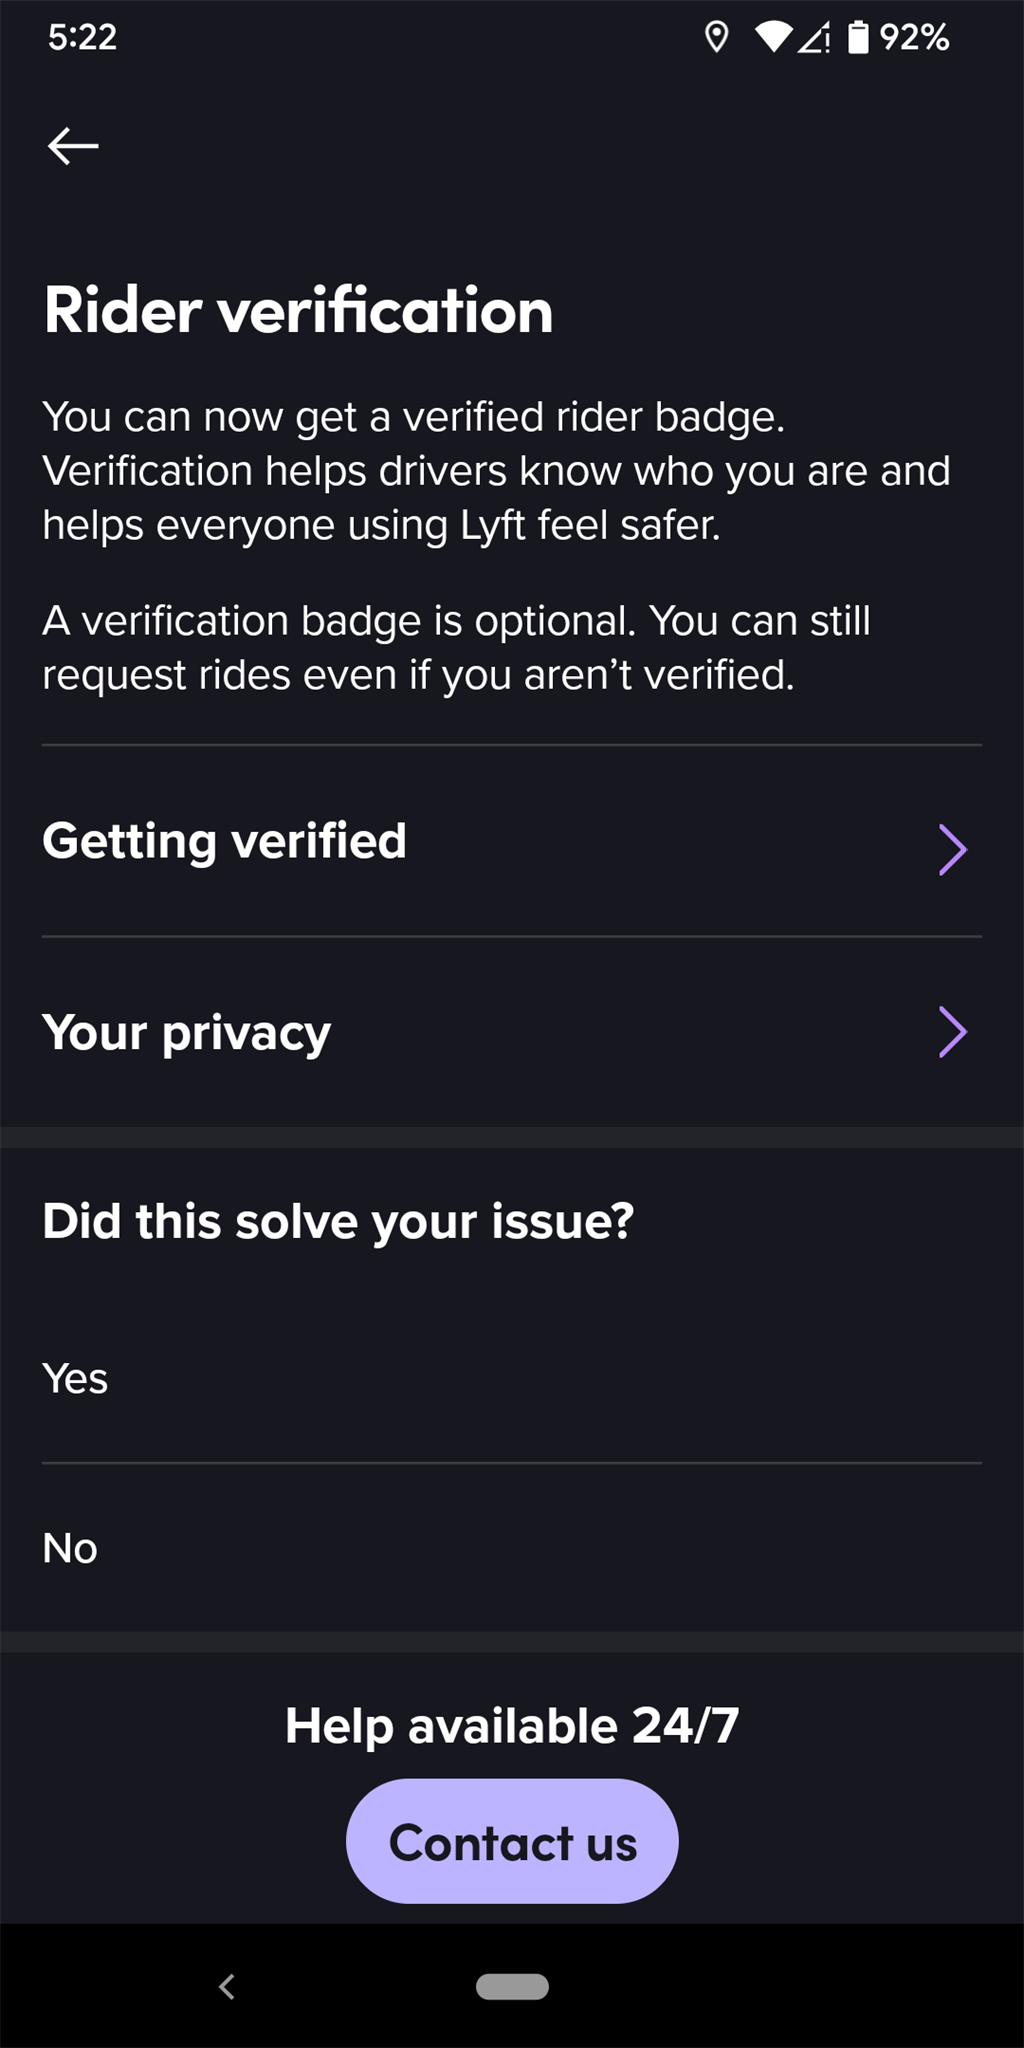 5:22
92%
Rider verification
You can now get a verified rider badge.
Verification helps drivers know who you are and
helps everyone using Lyft feel safer.
A verification badge is optional. You can still
request rides even if you aren’t verified.
Getting verified
Your privacy
Did this solve your issue?
Yes
No
Help available 24/7
Contact us